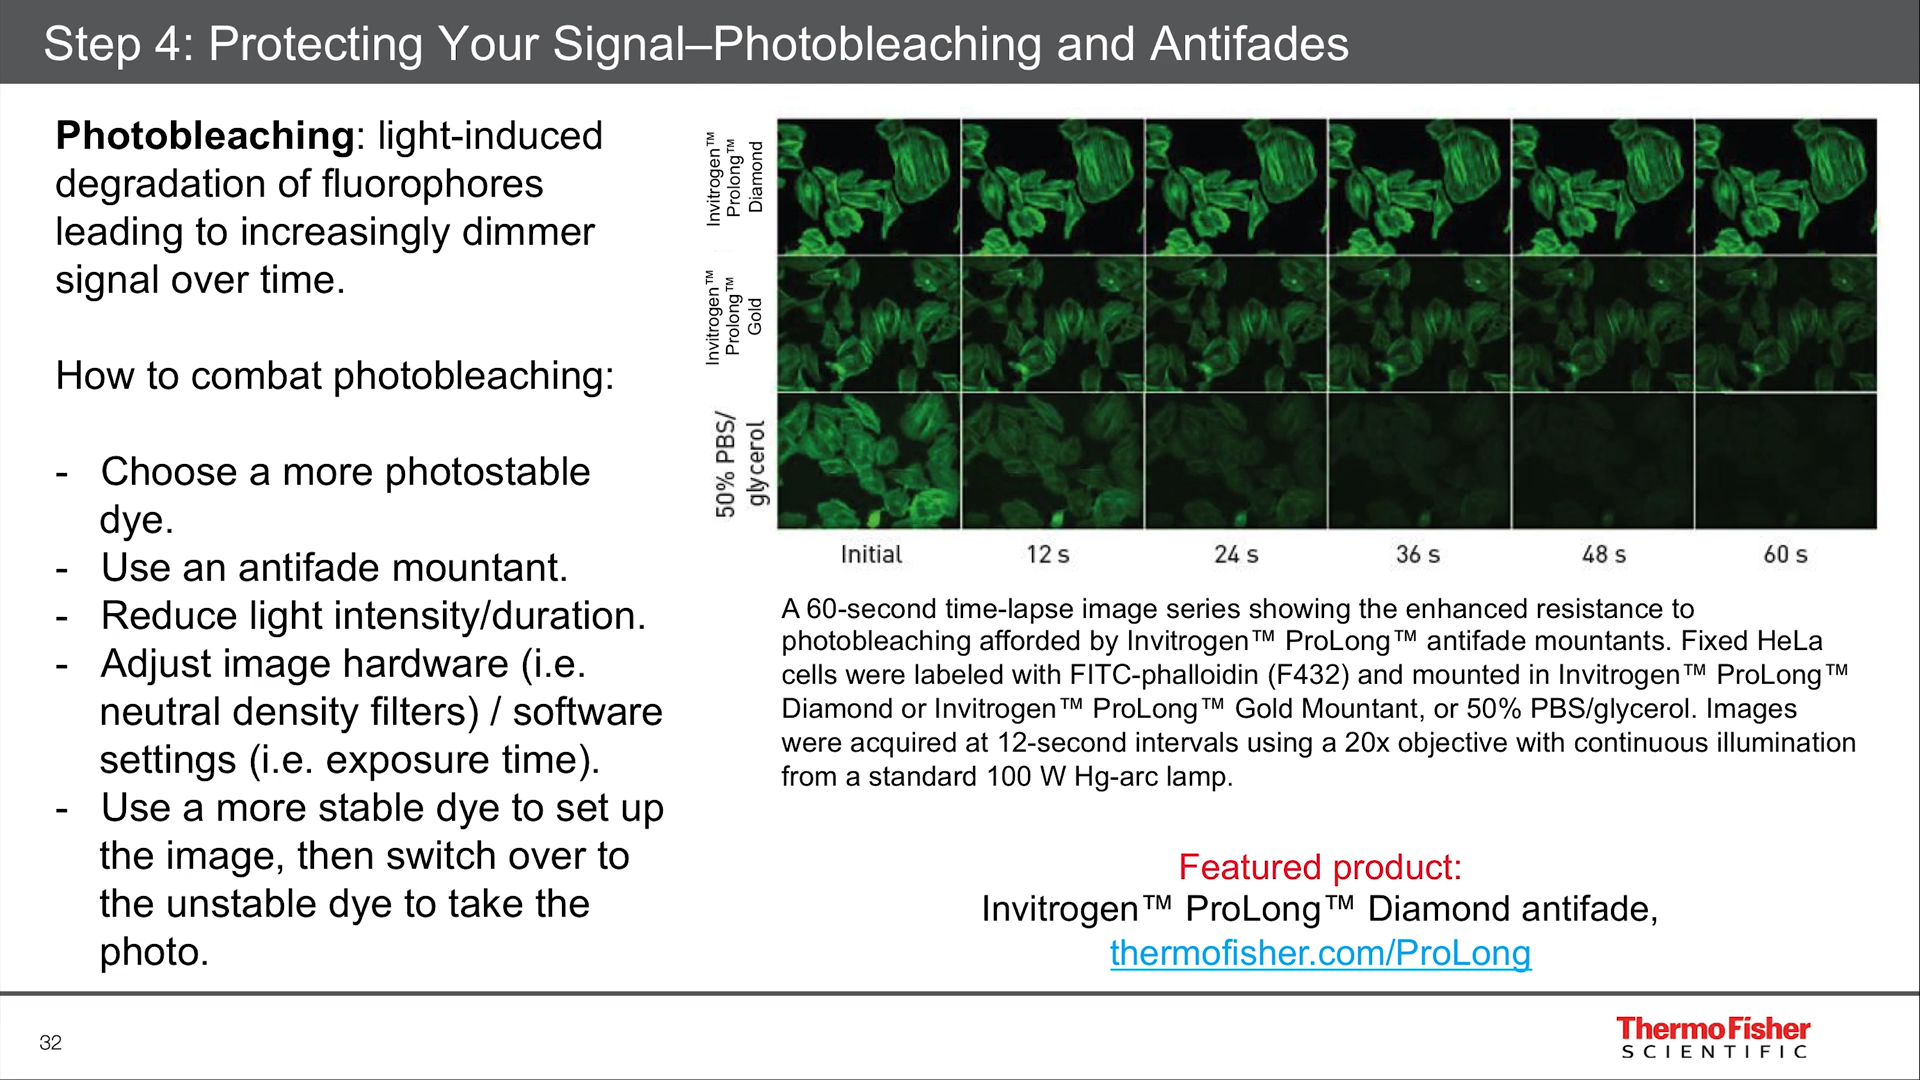 Step 4: Protecting Your Signal–Photobleaching and Antifades
Photobleaching: light-induced
degradation of fluorophores
leading to increasingly dimmer
signal over time.
How to combat photobleaching:
- Choose a more photostable
dye.
- Use an antifade mountant.
- Reduce light intensity/duration.
- Adjust image hardware (i.e.
neutral density filters) / software
settings (i.e. exposure time).
- Use a more stable dye to set up
the image, then switch over to
the unstable dye to take the
photo.
Invitrogen™
Prolong™
Diamond
Invitrogen™
Prolong™
Gold
50% PBS/
glycerol
Initial
12 s
24 s
36 s
48 s
60 s
A 60-second time-lapse image series showing the enhanced resistance to
photobleaching afforded by Invitrogen™ ProLong™ antifade mountants. Fixed HeLa
cells were labeled with FITC-phalloidin (F432) and mounted in Invitrogen™ ProLong™
Diamond or Invitrogen™ ProLong™ Gold Mountant, or 50% PBS/glycerol. Images
were acquired at 12-second intervals using a 20x objective with continuous illumination
from a standard 100 W Hg-arc lamp.
Featured product:
Invitrogen™ ProLong™ Diamond antifade,
thermofisher.com/ProLong
32
ThermoFisher
SCIENTIFIC